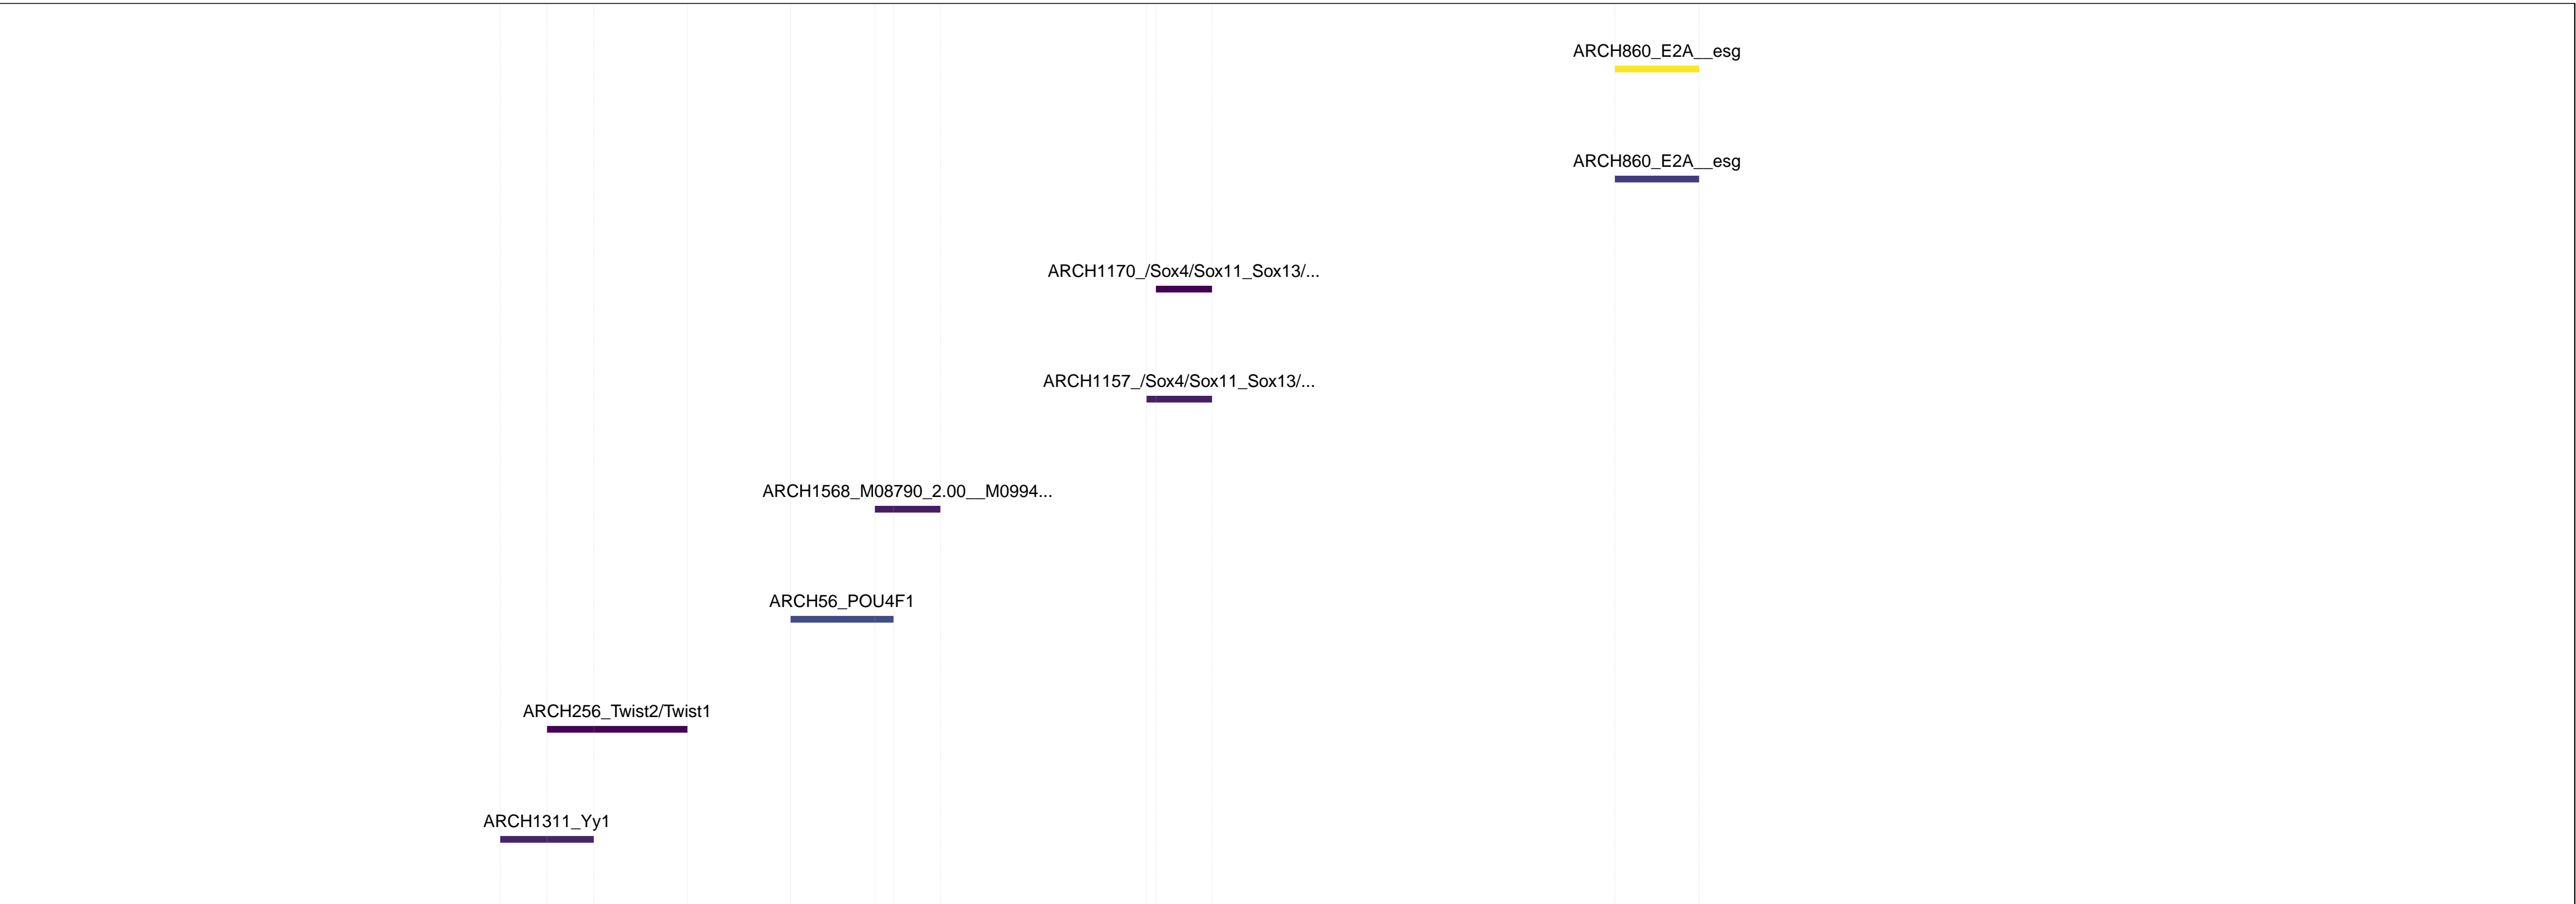 ARCH860_E2A__esg
ARCH860_E2A__esg
ARCH1170_/Sox4/Sox11_Sox13/...
ARCH1157_/Sox4/Sox11_Sox13/...
ARCH1568_M08790_2.00__M0994...
ARCH56_POU4F1
ARCH256_Twist2/Twist1
ARCH1311_Yy1